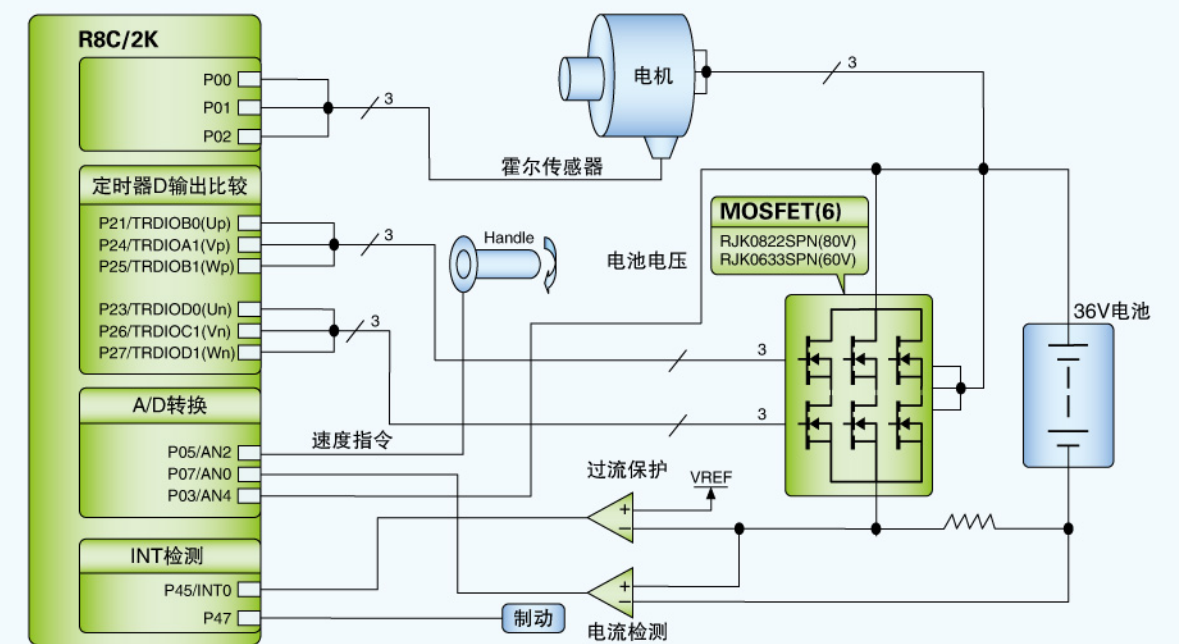 R8C/2K
P00
P01
P02
3
电机
3
霍尔传感器
定时器D输出比较
P21/TRDIOB0(Up)
P24/TRDIOA1(Vp)
P25/TRDIOB1(Wp)
3
P23/TRDIOD0(Un)
P26/TRDIOC1(Vn)
P27/TRDIOD1(Wn)
3
Handle
电池电压
MOSFET(6)
RJK0822SPN(80V)
RJK0633SPN(60V)
36V电池
3
3
A/D转换
速度指令
P05/AN2
P07/AN0
P03/AN4
过流保护
VREF
+
−
INT检测
P45/INT0
P47
制动
+
−
电流检测